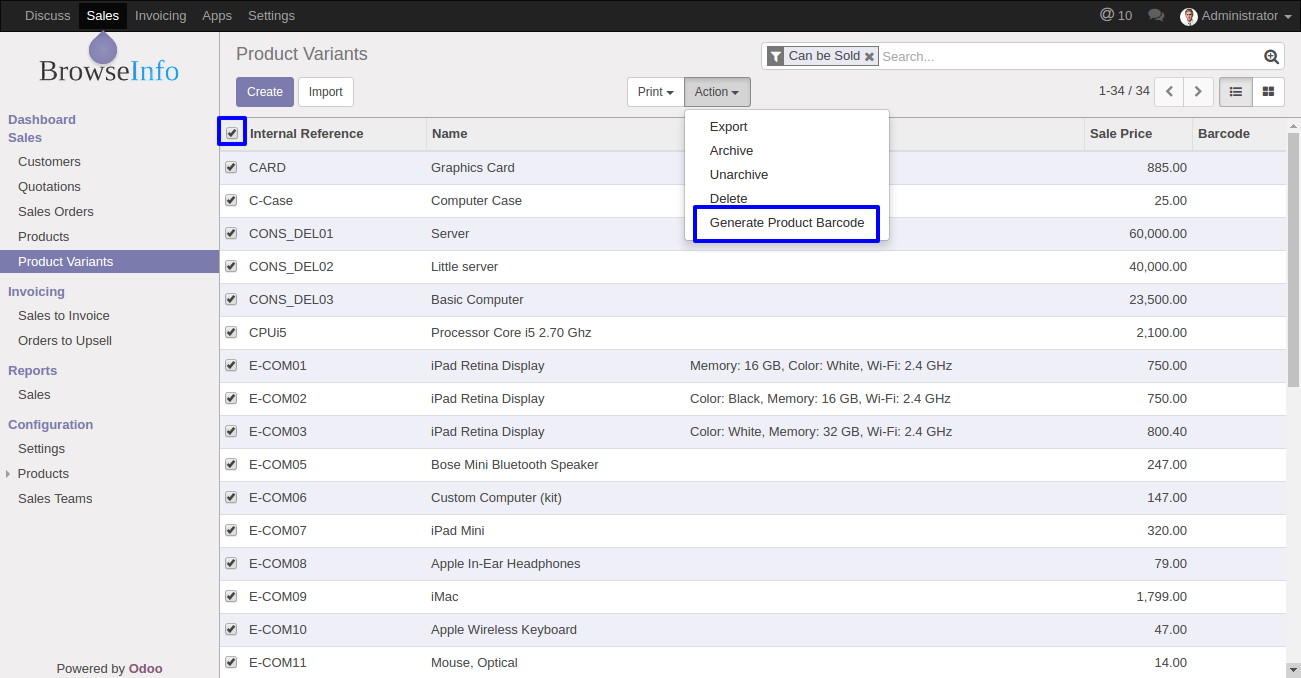 Discuss Sales Invoicing Apps Settings @ 10 Administrator
BrowseInfo
Product Variants
Can be Sold Search...
Create Import Print Action 1-34 / 34
Dashboard
Sales
Customers
Quotations
Sales Orders
Products
Product Variants
Invoicing
Sales to Invoice
Orders to Upsell
Reports
Sales
Configuration
Settings
Products
Sales Teams
Powered by Odoo
Export
Archive
Unarchive
Delete
Generate Product Barcode
Internal Reference Name Sale Price Barcode
CARD Graphics Card 885.00
C-Case Computer Case 25.00
CONS_DEL01 Server 60,000.00
CONS_DEL02 Little server 40,000.00
CONS_DEL03 Basic Computer 23,500.00
CPUi5 Processor Core i5 2.70 Ghz 2,100.00
E-COM01 iPad Retina Display Memory: 16 GB, Color: White, Wi-Fi: 2.4 GHz 750.00
E-COM02 iPad Retina Display Color: Black, Memory: 16 GB, Wi-Fi: 2.4 GHz 750.00
E-COM03 iPad Retina Display Color: White, Memory: 32 GB, Wi-Fi: 2.4 GHz 800.40
E-COM05 Bose Mini Bluetooth Speaker 247.00
E-COM06 Custom Computer (kit) 147.00
E-COM07 iPad Mini 320.00
E-COM08 Apple In-Ear Headphones 79.00
E-COM09 iMac 1,799.00
E-COM10 Apple Wireless Keyboard 47.00
E-COM11 Mouse, Optical 14.00